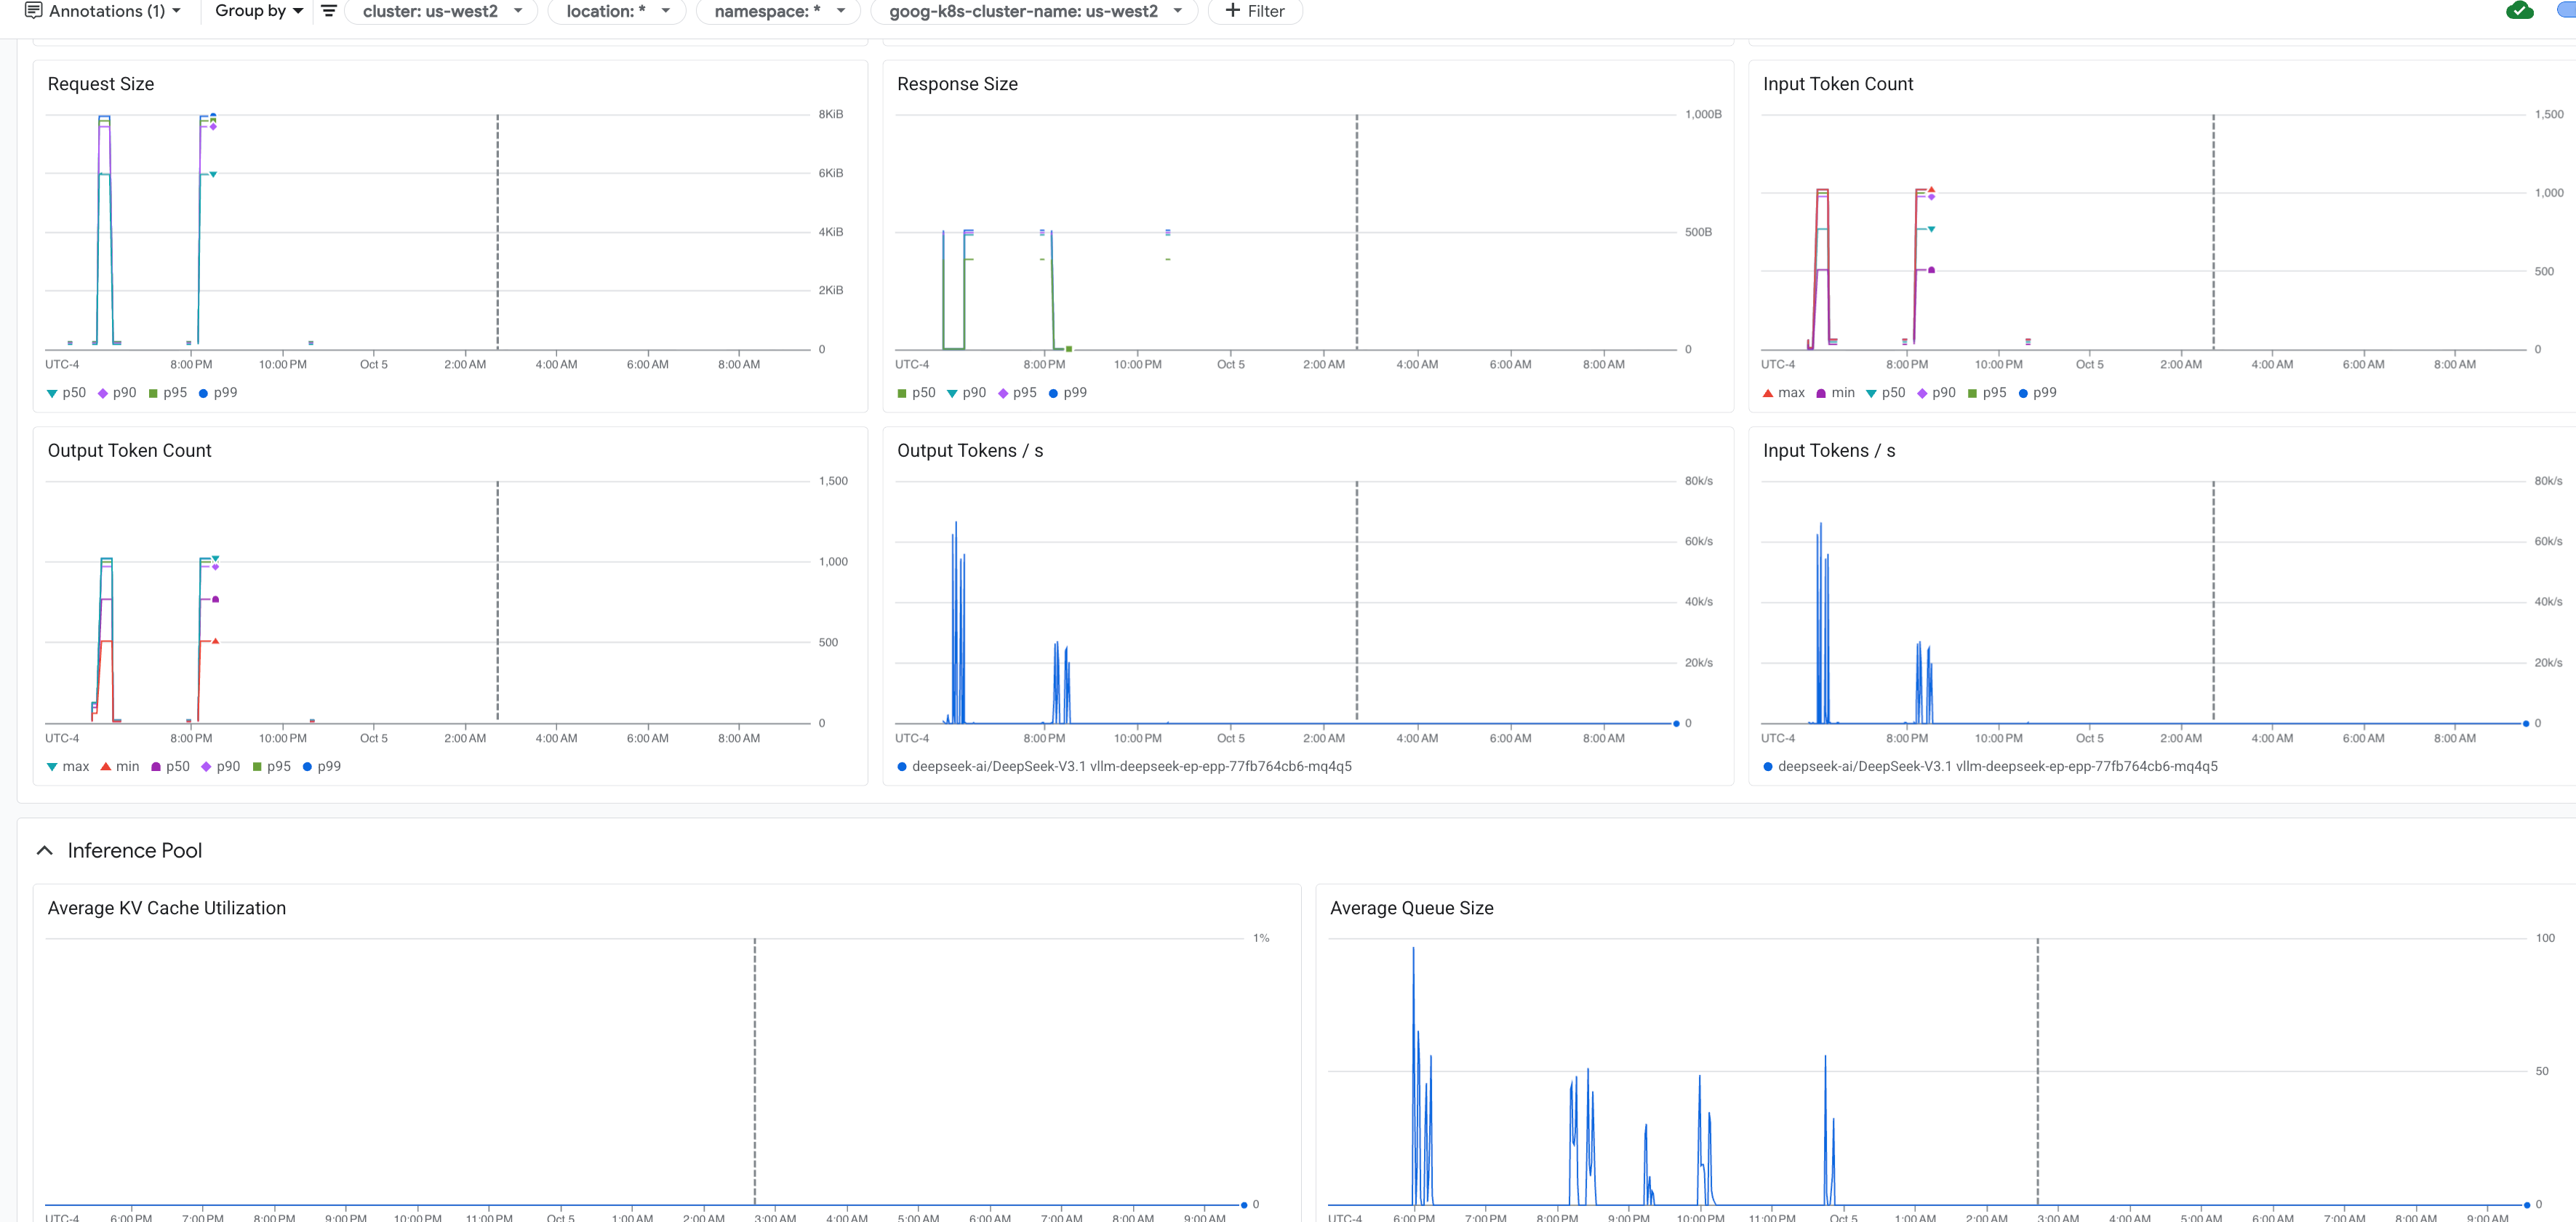 Annotations (1) Group by cluster: us-west2 location: * namespace: * goog-k8s-cluster-name: us-west2 + Filter
Request Size
8KiB
6KiB
4KiB
2KiB
0
UTC-4 8:00 PM 10:00 PM Oct 5 2:00 AM 4:00 AM 6:00 AM 8:00 AM
p50 p90 p95 p99
Response Size
1,000B
500B
0
UTC-4 8:00 PM 10:00 PM Oct 5 2:00 AM 4:00 AM 6:00 AM 8:00 AM
p50 p90 p95 p99
Input Token Count
1,500
1,000
500
0
UTC-4 8:00 PM 10:00 PM Oct 5 2:00 AM 4:00 AM 6:00 AM 8:00 AM
max min p50 p90 p95 p99
Output Token Count
1,500
1,000
500
0
UTC-4 8:00 PM 10:00 PM Oct 5 2:00 AM 4:00 AM 6:00 AM 8:00 AM
max min p50 p90 p95 p99
Output Tokens / s
80k/s
60k/s
40k/s
20k/s
0
UTC-4 8:00 PM 10:00 PM Oct 5 2:00 AM 4:00 AM 6:00 AM 8:00 AM
deepseek-ai/DeepSeek-V3.1 vllm-deepseek-ep-epp-77fb764cb6-mq4q5
Input Tokens / s
80k/s
60k/s
40k/s
20k/s
0
UTC-4 8:00 PM 10:00 PM Oct 5 2:00 AM 4:00 AM 6:00 AM 8:00 AM
deepseek-ai/DeepSeek-V3.1 vllm-deepseek-ep-epp-77fb764cb6-mq4q5
Inference Pool
Average KV Cache Utilization
1%
0
UTC-4 6:00 PM 7:00 PM 8:00 PM 9:00 PM 10:00 PM 11:00 PM Oct 5 1:00 AM 2:00 AM 3:00 AM 4:00 AM 5:00 AM 6:00 AM 7:00 AM 8:00 AM 9:00 AM
Average Queue Size
100
50
0
UTC-4 6:00 PM 7:00 PM 8:00 PM 9:00 PM 10:00 PM 11:00 PM Oct 5 1:00 AM 2:00 AM 3:00 AM 4:00 AM 5:00 AM 6:00 AM 7:00 AM 8:00 AM 9:00 AM